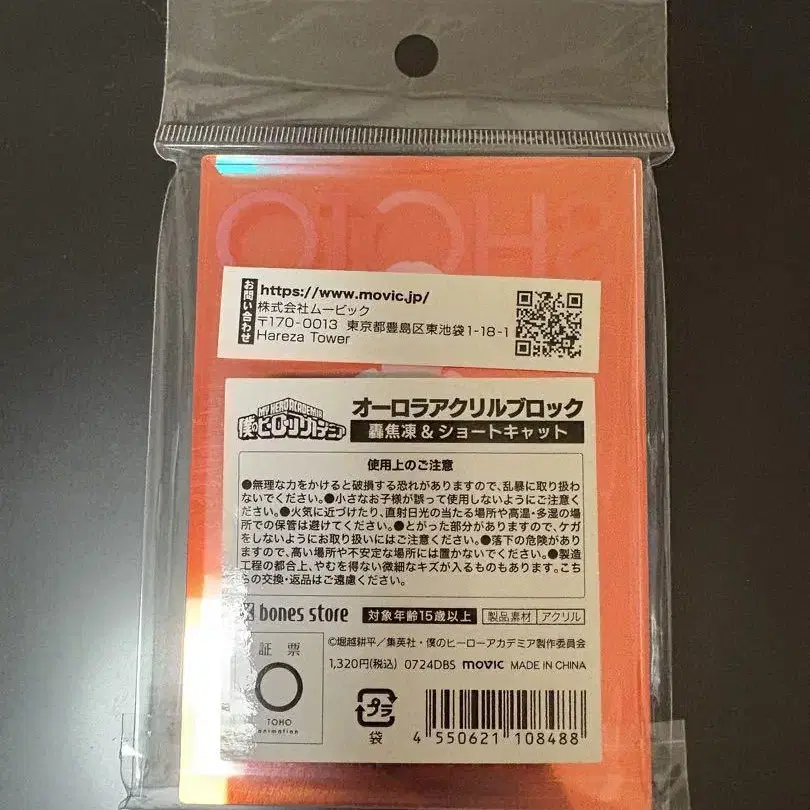 SHOTO
お問い合わせ
https://www.movic.jp/
株式会社ムービック
〒170-0013 東京都豊島区東池袋1-18-1
Hareza Tower
MY HERO ACADEMIA
僕のヒーローアカデミア
オーロラアクリルブロック
轟焦凍&ショートキャット
使用上のご注意
●無理な力をかけると破損する恐れがありますので、乱暴に取り扱わ
ないでください。●小さなお子様が誤って使用しないようにご注意く
ださい。●火気に近づけたり、直射日光の当たる場所や高温・多湿の場
所での保管は避けてください。●とがった部分がありますので、ケガ
をしないようにお取り扱いにはご注意ください。●落下の危険があり
ますので、高い場所や不安定な場所には置かないでください。●製造
工程の都合上、やむを得ない微細なキズが入るものもあります。こち
らの交換・返品はご遠慮ください。
bones store 対象年齢15歳以上 製品素材 アクリル
©堀越耕平/集英社・僕のヒーローアカデミア製作委員会
1,320円(税込) 0724DBS movic MADE IN CHINA
証票
TOHO
animation
プラ
袋
4 550621 108488